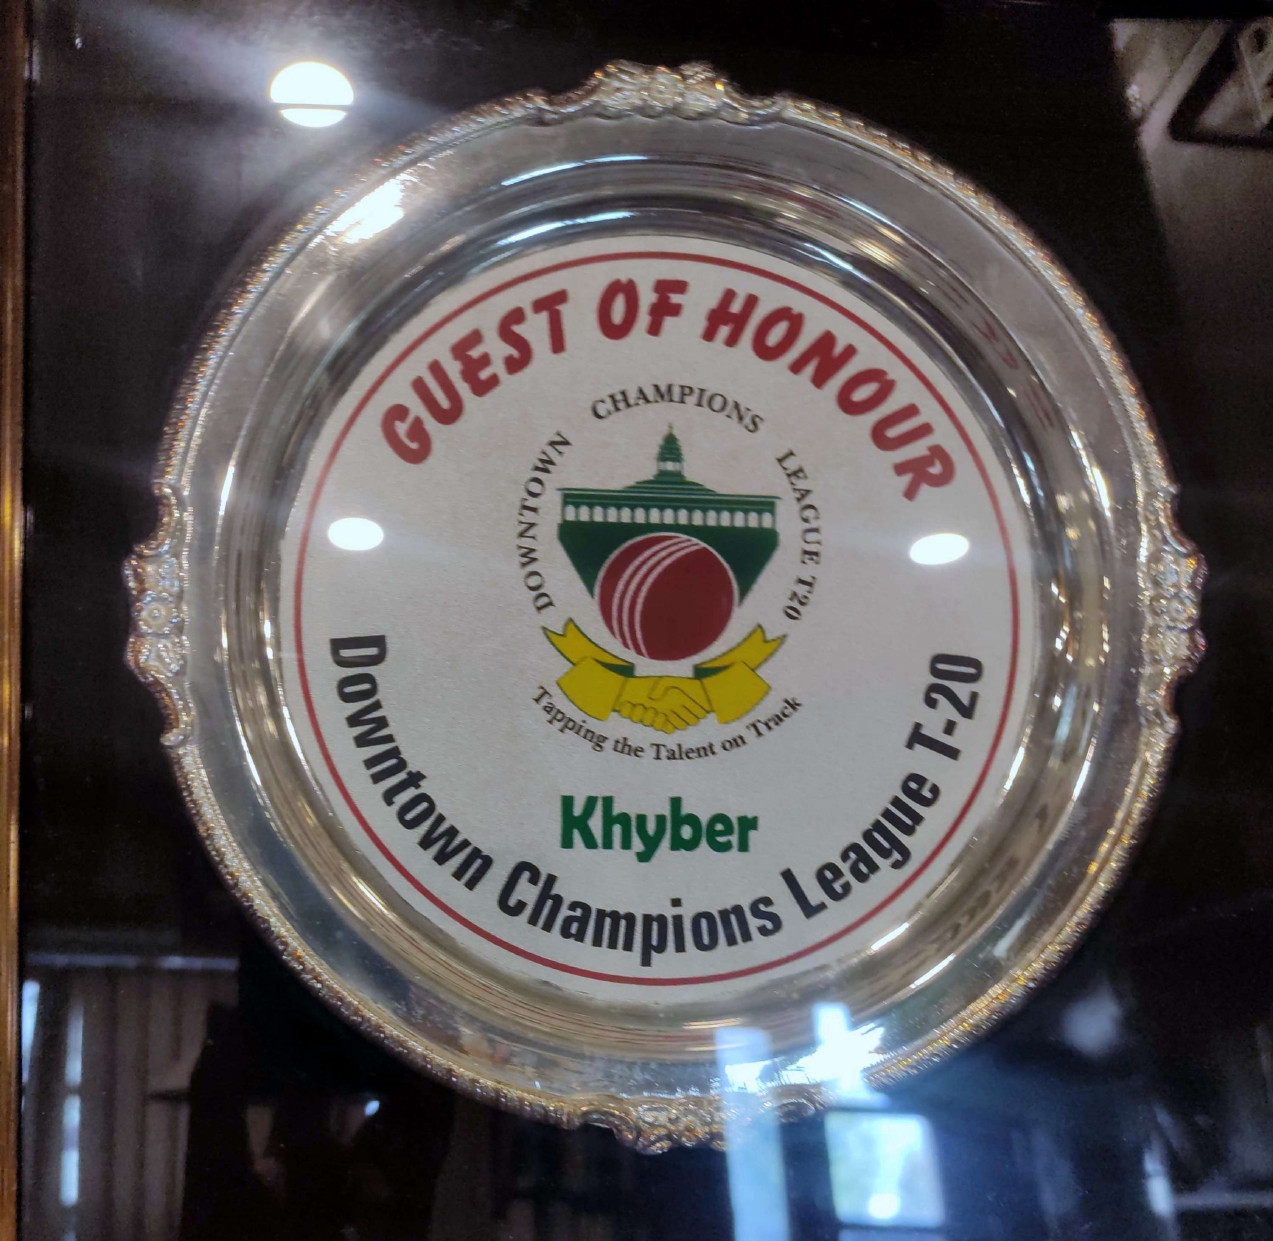 GUEST OF HONOUR
DOWNTOWN CHAMPIONS LEAGUE T20
Tapping the Talent on Track
Khyber
Downtown Champions League T-20